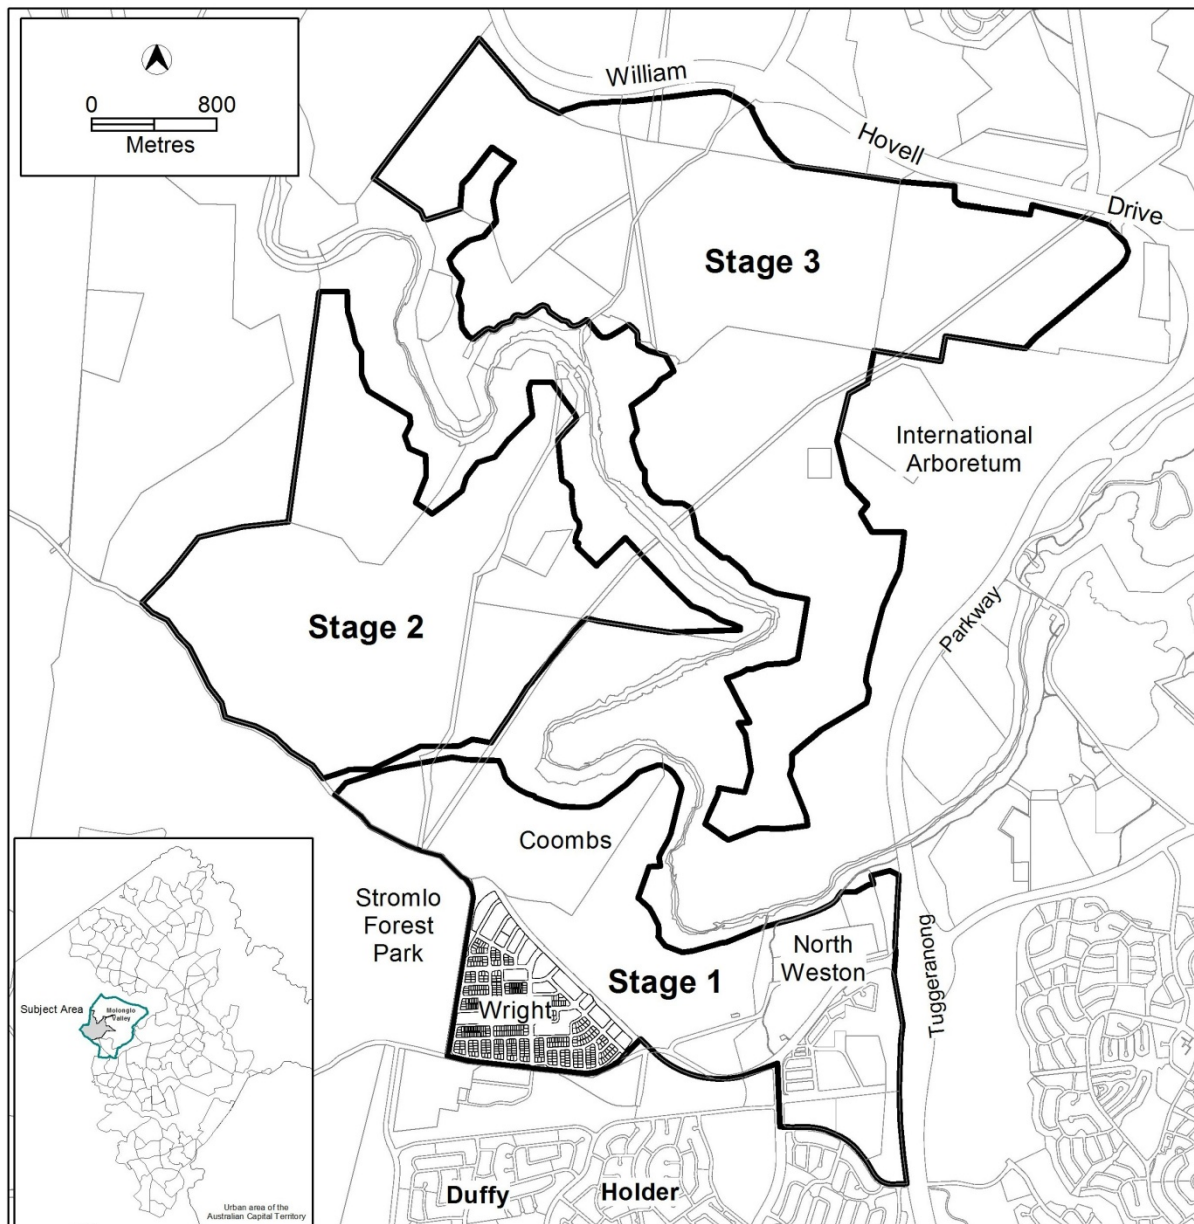 0 800
Metres
William
Hovell
Drive
Stage 3
International
Arboretum
Stage 2
Parkway
Coombs
Stromlo
Forest
Park
North
Weston
Stage 1
Tuggeranong
Wright
Subject Area
Molonglo
Valley
Urban area of the
Australian Capital Territory
Duffy
Holder